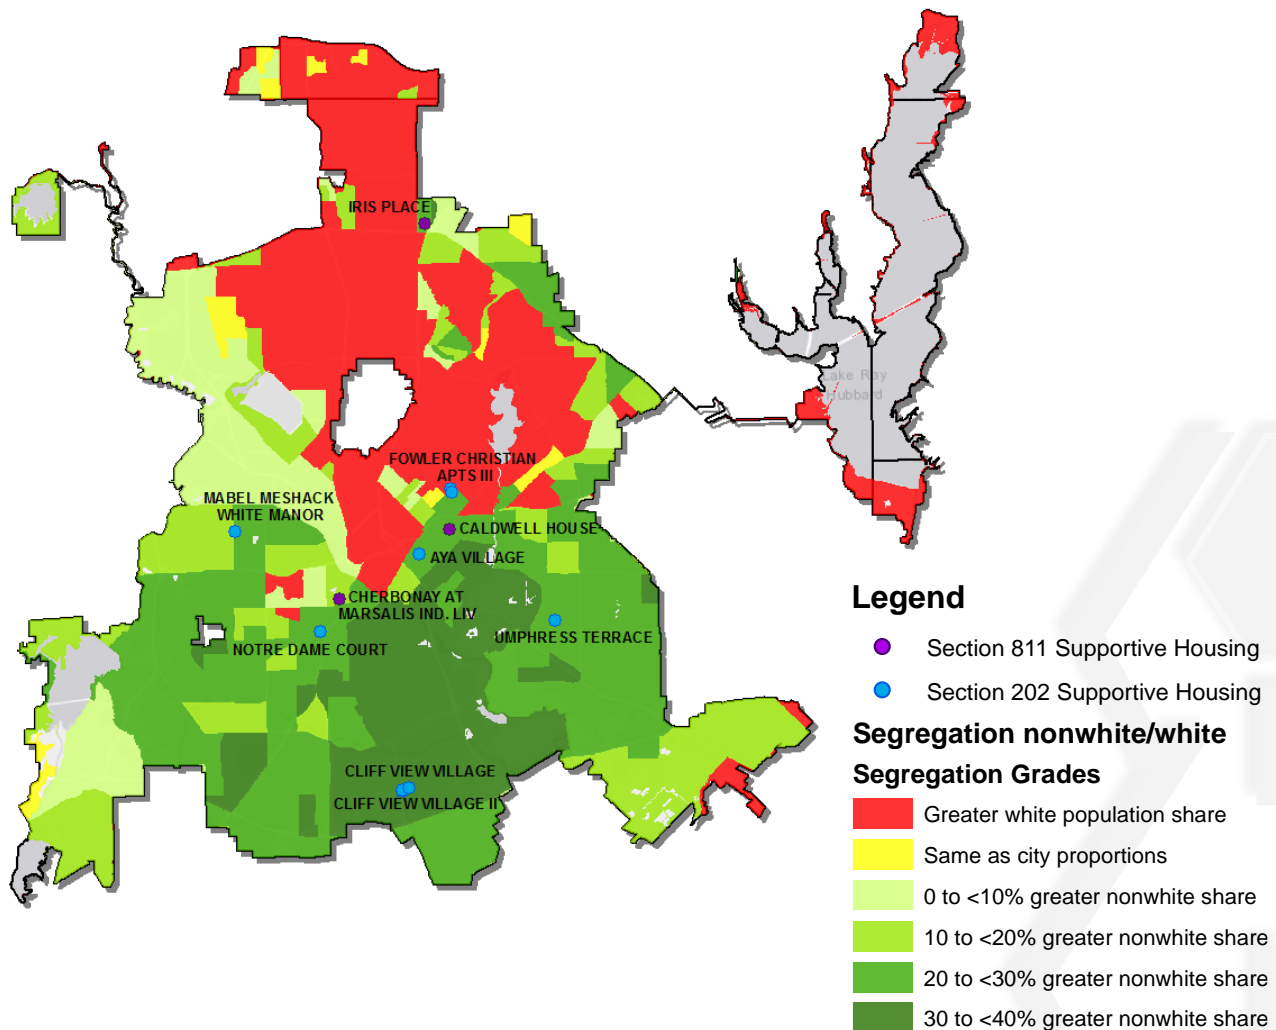 IRIS PLACE
Lake Ray
Hubbard
FOWLER CHRISTIAN
APTS III
MABEL MESHACK
WHITE MANOR
CALDWELL HOUSE
AYA VILLAGE
CHERBONAY AT
MARSALIS IND. LIV
UMPHRESS TERRACE
NOTRE DAME COURT
CLIFF VIEW VILLAGE
CLIFF VIEW VILLAGE II
Legend
Section 811 Supportive Housing
Section 202 Supportive Housing
Segregation nonwhite/white
Segregation Grades
Greater white population share
Same as city proportions
0 to <10% greater nonwhite share
10 to <20% greater nonwhite share
20 to <30% greater nonwhite share
30 to <40% greater nonwhite share